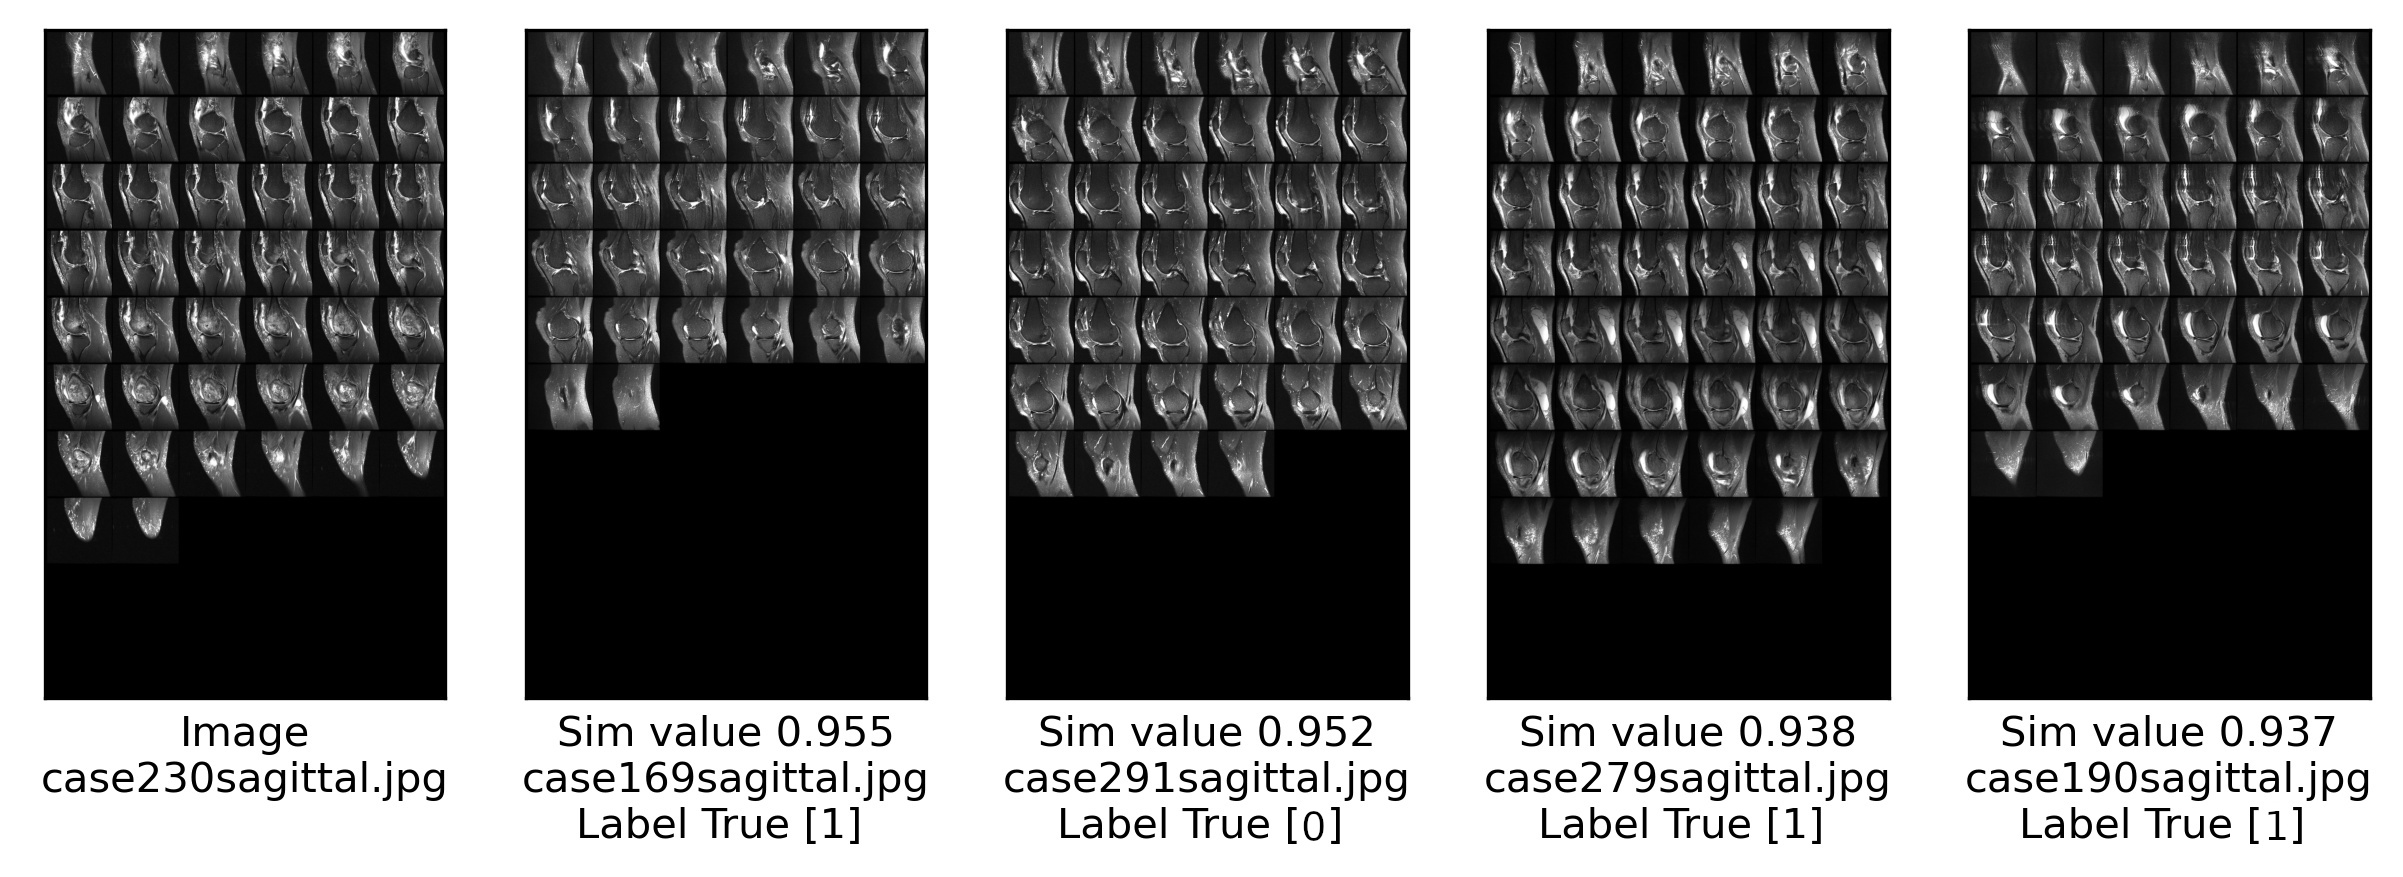 Image
case230sagittal.jpg
Sim value 0.955
case169sagittal.jpg
Label True [1]
Sim value 0.952
case291sagittal.jpg
Label True [0]
Sim value 0.938
case279sagittal.jpg
Label True [1]
Sim value 0.937
case190sagittal.jpg
Label True [1]